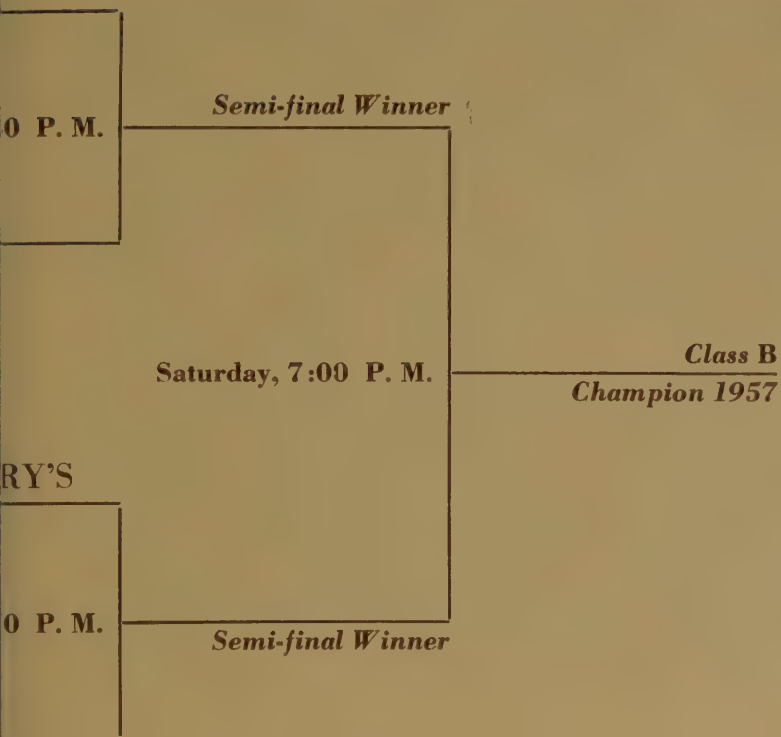 Semi-final Winner
0 P. M.
Saturday, 7:00 P. M.
Class B
Champion 1957
RY'S
0 P. M.
Semi-final Winner